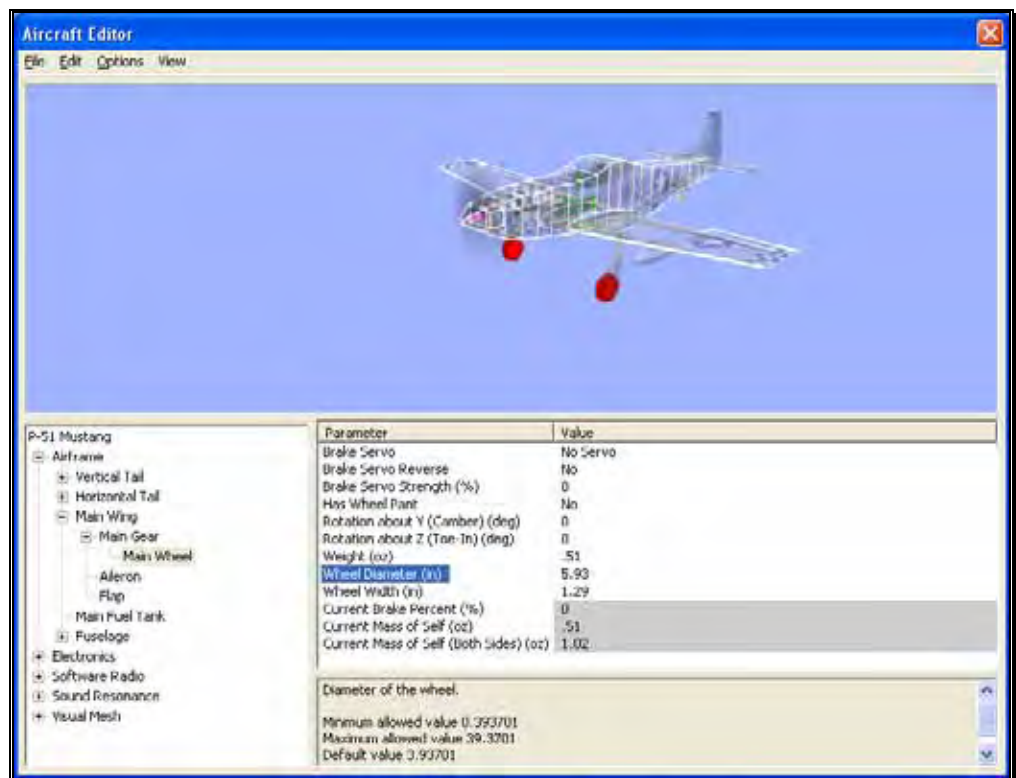 Aircraft Editor
File Edit Options View
P-51 Mustang
Airframe
Vertical Tail
Horizontal Tail
Main Wing
Main Gear
Main Wheel
Aileron
Flap
Main Fuel Tank
Fuselage
Electronics
Software Radio
Sound Resonance
Visual Mesh
Parameter Value
Brake Servo No Servo
Brake Servo Reverse No
Brake Servo Strength (%) 0
Has Wheel Pant No
Rotation about Y (Camber) (deg) 0
Rotation about Z (Toe-In) (deg) 0
Weight (oz) .51
Wheel Diameter (in) 5.93
Wheel Width (in) 1.29
Current Brake Percent (%) 0
Current Mass of Self (oz) .51
Current Mass of Self (Both Sides) (oz) 1.02
Diameter of the wheel.
Minimum allowed value 0.393701
Maximum allowed value 39.3701
Default value 3.93701